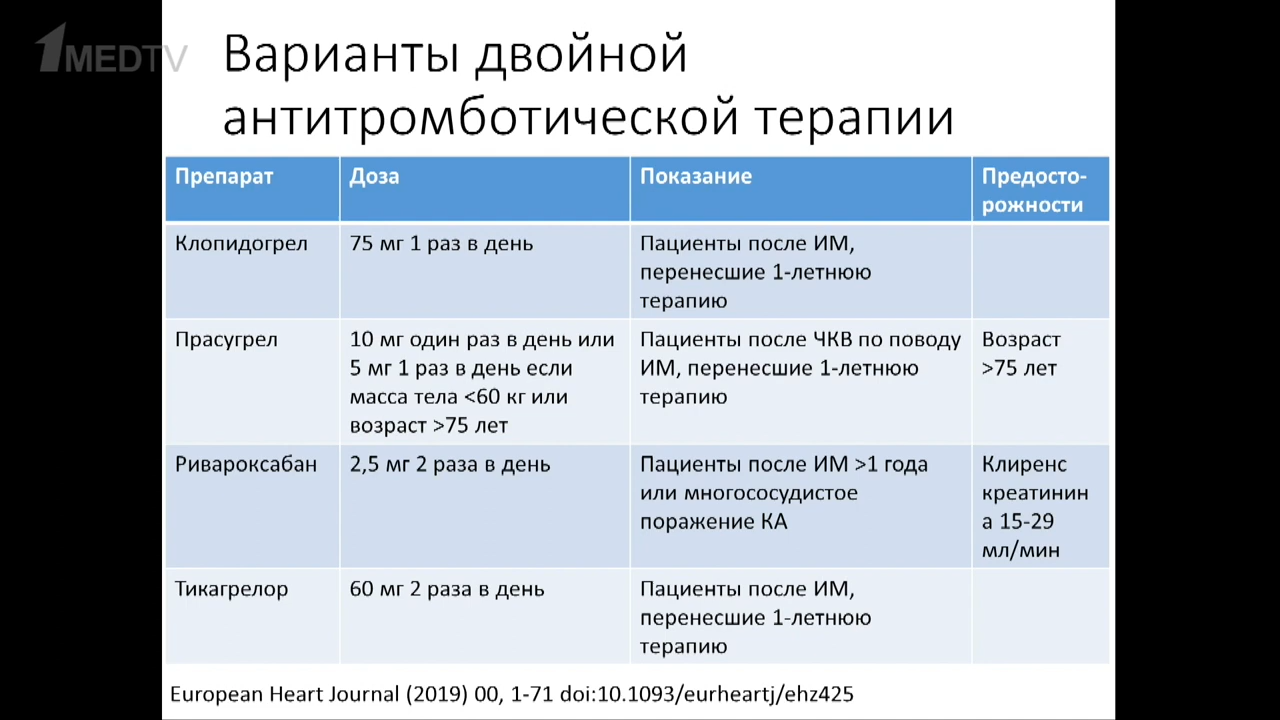 1MEDTV
Варианты двойной
антитромботической терапии
Препарат
Доза
Показание
Предосто-
рожности
Клопидогрел
75 мг 1 раз в день
Пациенты после ИМ,
перенесшие 1-летнюю
терапию
Прасугрел
10 мг один раз в день или
5 мг 1 раз в день если
масса тела <60 кг или
возраст >75 лет
Пациенты после ЧКВ по поводу
ИМ, перенесшие 1-летнюю
терапию
Возраст
>75 лет
Ривароксабан
2,5 мг 2 раза в день
Пациенты после ИМ >1 года
или многососудистое
поражение КА
Клиренс
креатинин
а 15-29
мл/мин
Тикагрелор
60 мг 2 раза в день
Пациенты после ИМ,
перенесшие 1-летнюю
терапию
European Heart Journal (2019) 00, 1-71 doi:10.1093/eurheartj/ehz425